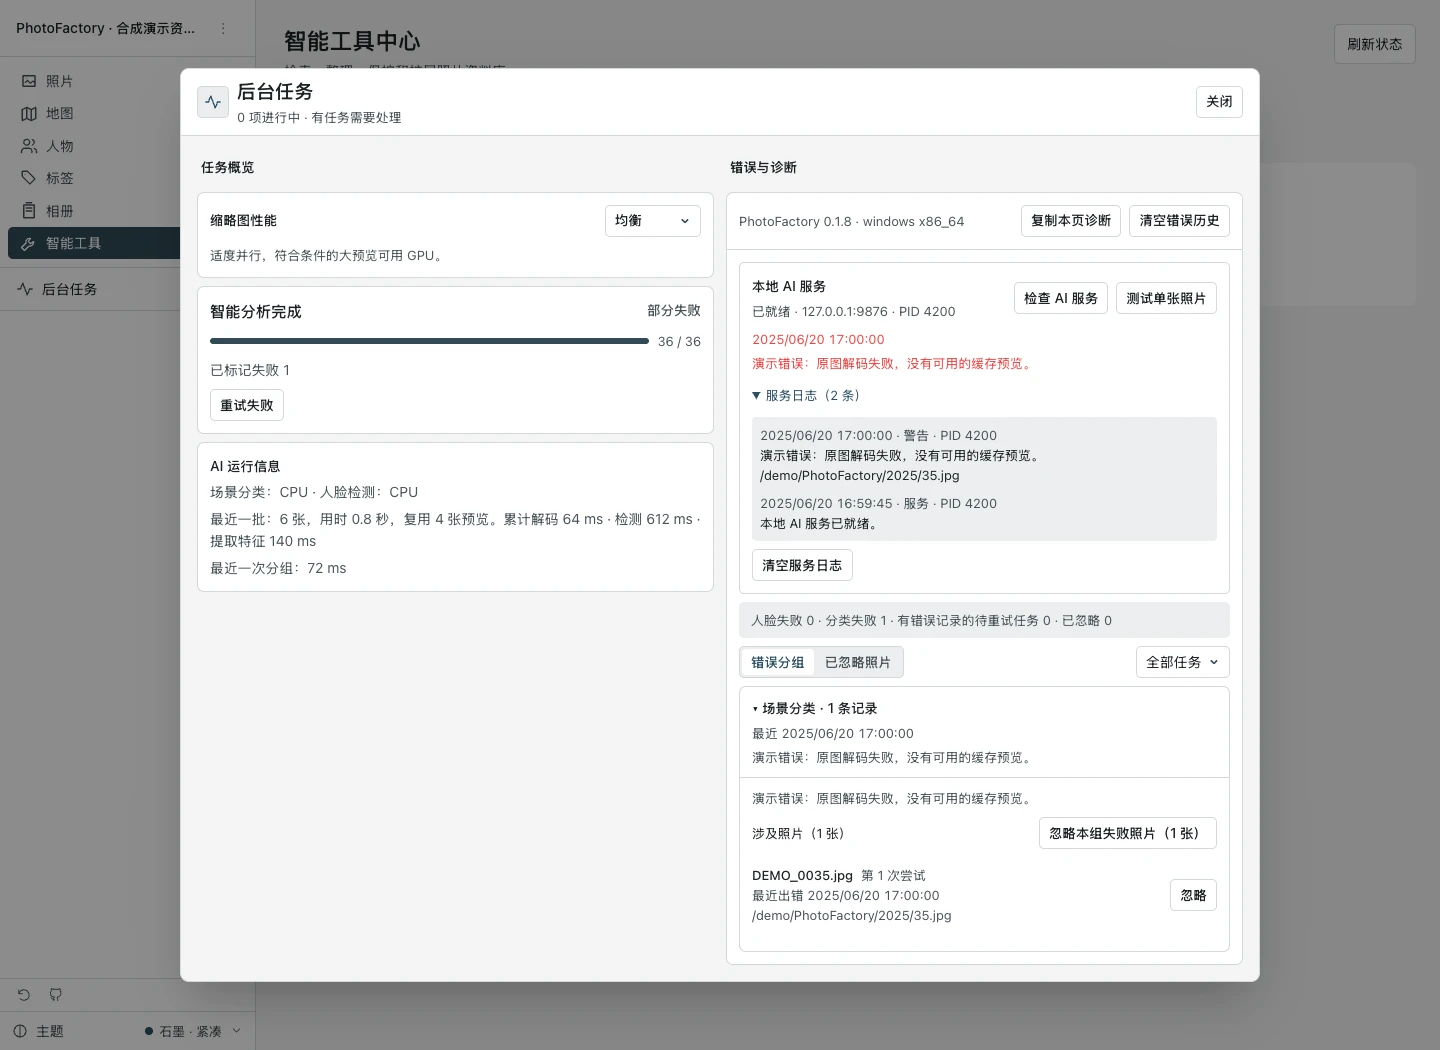 PhotoFactory · 合成演示资...
照片
地图
人物
标签
相册
智能工具
后台任务
主题
石墨 · 紧凑
智能工具中心
刷新状态
后台任务
0 项进行中 · 有任务需要处理
关闭
任务概览
缩略图性能
均衡
适度并行，符合条件的大预览可用 GPU。
智能分析完成
部分失败
36 / 36
已标记失败 1
重试失败
AI 运行信息
场景分类：CPU · 人脸检测：CPU
最近一批：6 张，用时 0.8 秒，复用 4 张预览。累计解码 64 ms · 检测 612 ms ·
提取特征 140 ms
最近一次分组：72 ms
错误与诊断
PhotoFactory 0.1.8 · windows x86_64
复制本页诊断
清空错误历史
本地 AI 服务
已就绪 · 127.0.0.1:9876 · PID 4200
检查 AI 服务
测试单张照片
2025/06/20 17:00:00
演示错误：原图解码失败，没有可用的缓存预览。
▼ 服务日志（2 条）
2025/06/20 17:00:00 · 警告 · PID 4200
演示错误：原图解码失败，没有可用的缓存预览。
/demo/PhotoFactory/2025/35.jpg
2025/06/20 16:59:45 · 服务 · PID 4200
本地 AI 服务已就绪。
清空服务日志
人脸失败 0 · 分类失败 1 · 有错误记录的待重试任务 0 · 已忽略 0
错误分组
已忽略照片
全部任务
▾ 场景分类 · 1 条记录
最近 2025/06/20 17:00:00
演示错误：原图解码失败，没有可用的缓存预览。
演示错误：原图解码失败，没有可用的缓存预览。
涉及照片（1 张）
忽略本组失败照片（1 张）
DEMO_0035.jpg 第 1 次尝试
最近出错 2025/06/20 17:00:00
/demo/PhotoFactory/2025/35.jpg
忽略